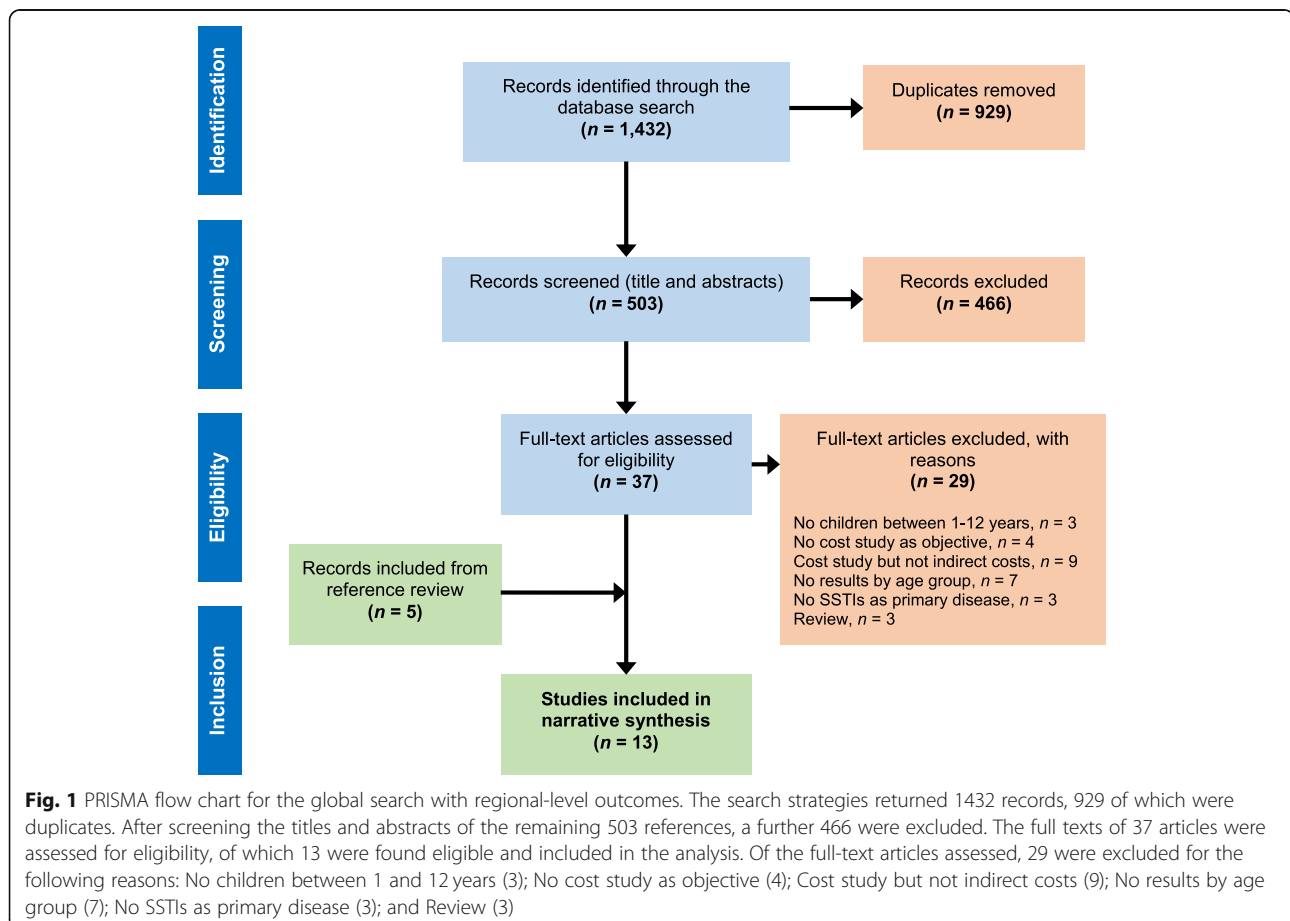 Identification
Records identified through the
database search
(n = 1,432)
Duplicates removed
(n = 929)
Screening
Records screened (title and abstracts)
(n = 503)
Records excluded
(n = 466)
Eligibility
Full-text articles assessed
for eligibility
(n = 37)
Full-text articles excluded, with
reasons
(n = 29)
No children between 1-12 years, n = 3
No cost study as objective, n = 4
Cost study but not indirect costs, n = 9
No results by age group, n = 7
No SSTIs as primary disease, n = 3
Review, n = 3
Records included from
reference review
(n = 5)
Inclusion
Studies included in
narrative synthesis
(n = 13)
Fig. 1 PRISMA flow chart for the global search with regional-level outcomes. The search strategies returned 1432 records, 929 of which were
duplicates. After screening the titles and abstracts of the remaining 503 references, a further 466 were excluded. The full texts of 37 articles were
assessed for eligibility, of which 13 were found eligible and included in the analysis. Of the full-text articles assessed, 29 were excluded for the
following reasons: No children between 1 and 12 years (3); No cost study as objective (4); Cost study but not indirect costs (9); No results by age
group (7); No SSTIs as primary disease (3); and Review (3)